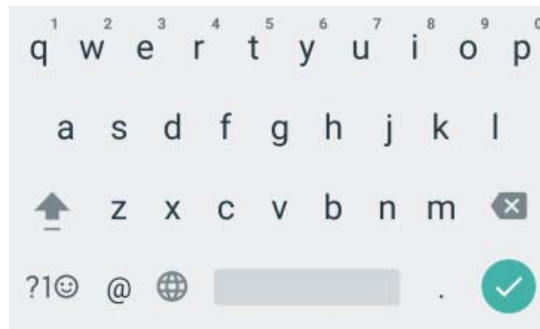 1 2 3 4 5 6 7 8 9 0
q w e r t y u i o p
a s d f g h j k l
z x c v b n m
?1☺ @ .